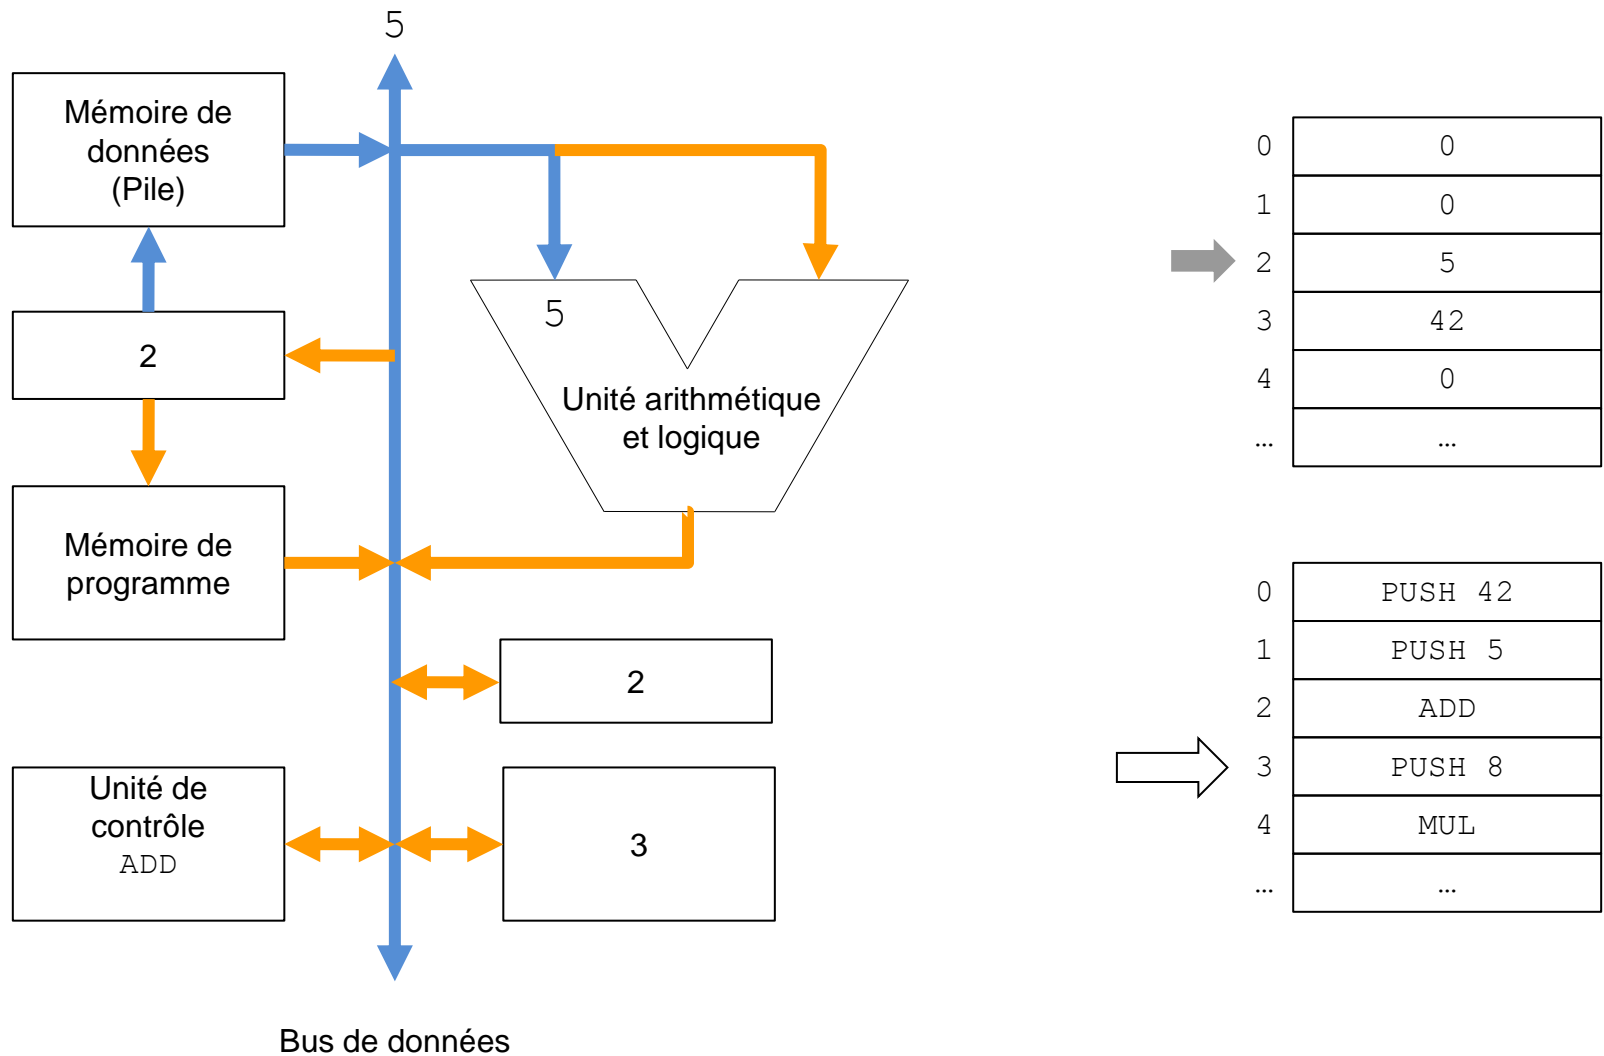 5
Mémoire de
données
(Pile)
2
Mémoire de
programme
Unité de
contrôle
ADD
5
Unité arithmétique
et logique
2
3
Bus de données
0 0
1 0
2 5
3 42
4 0
... ...
0 PUSH 42
1 PUSH 5
2 ADD
3 PUSH 8
4 MUL
... ...